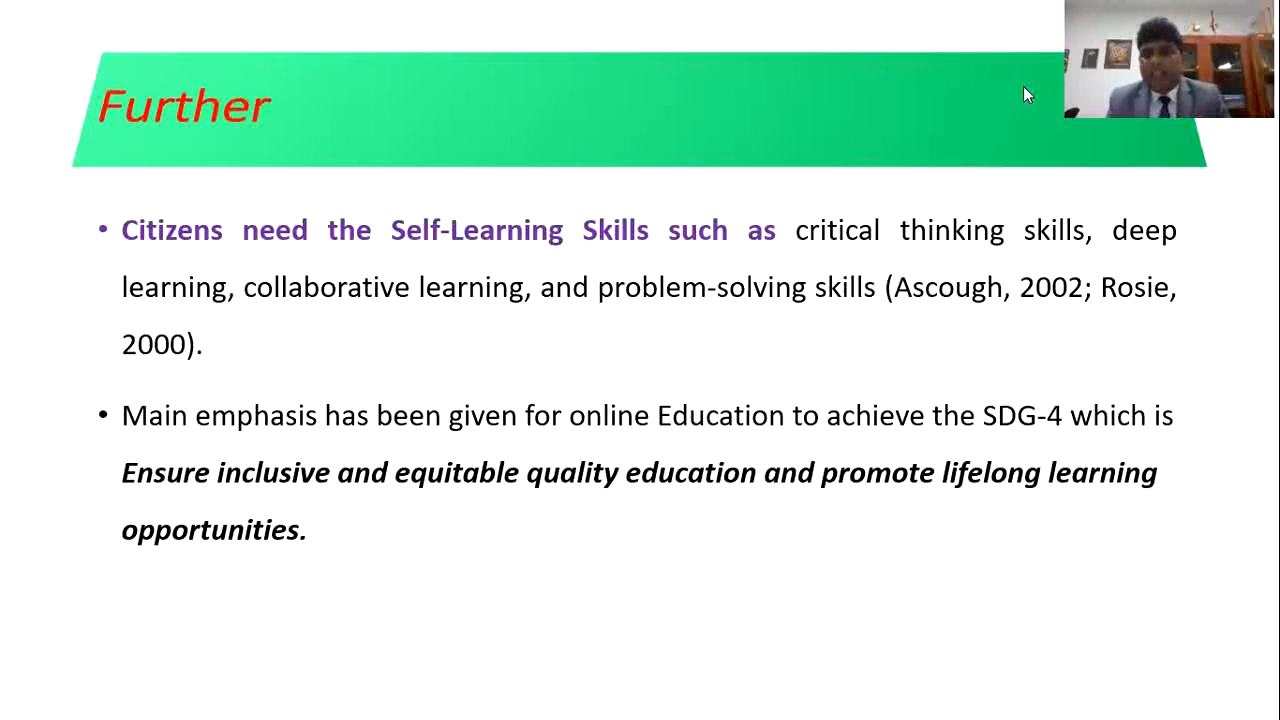 Further
• Citizens need the Self-Learning Skills such as critical thinking skills, deep
learning, collaborative learning, and problem-solving skills (Ascough, 2002; Rosie,
2000).
• Main emphasis has been given for online Education to achieve the SDG-4 which is
Ensure inclusive and equitable quality education and promote lifelong learning
opportunities.